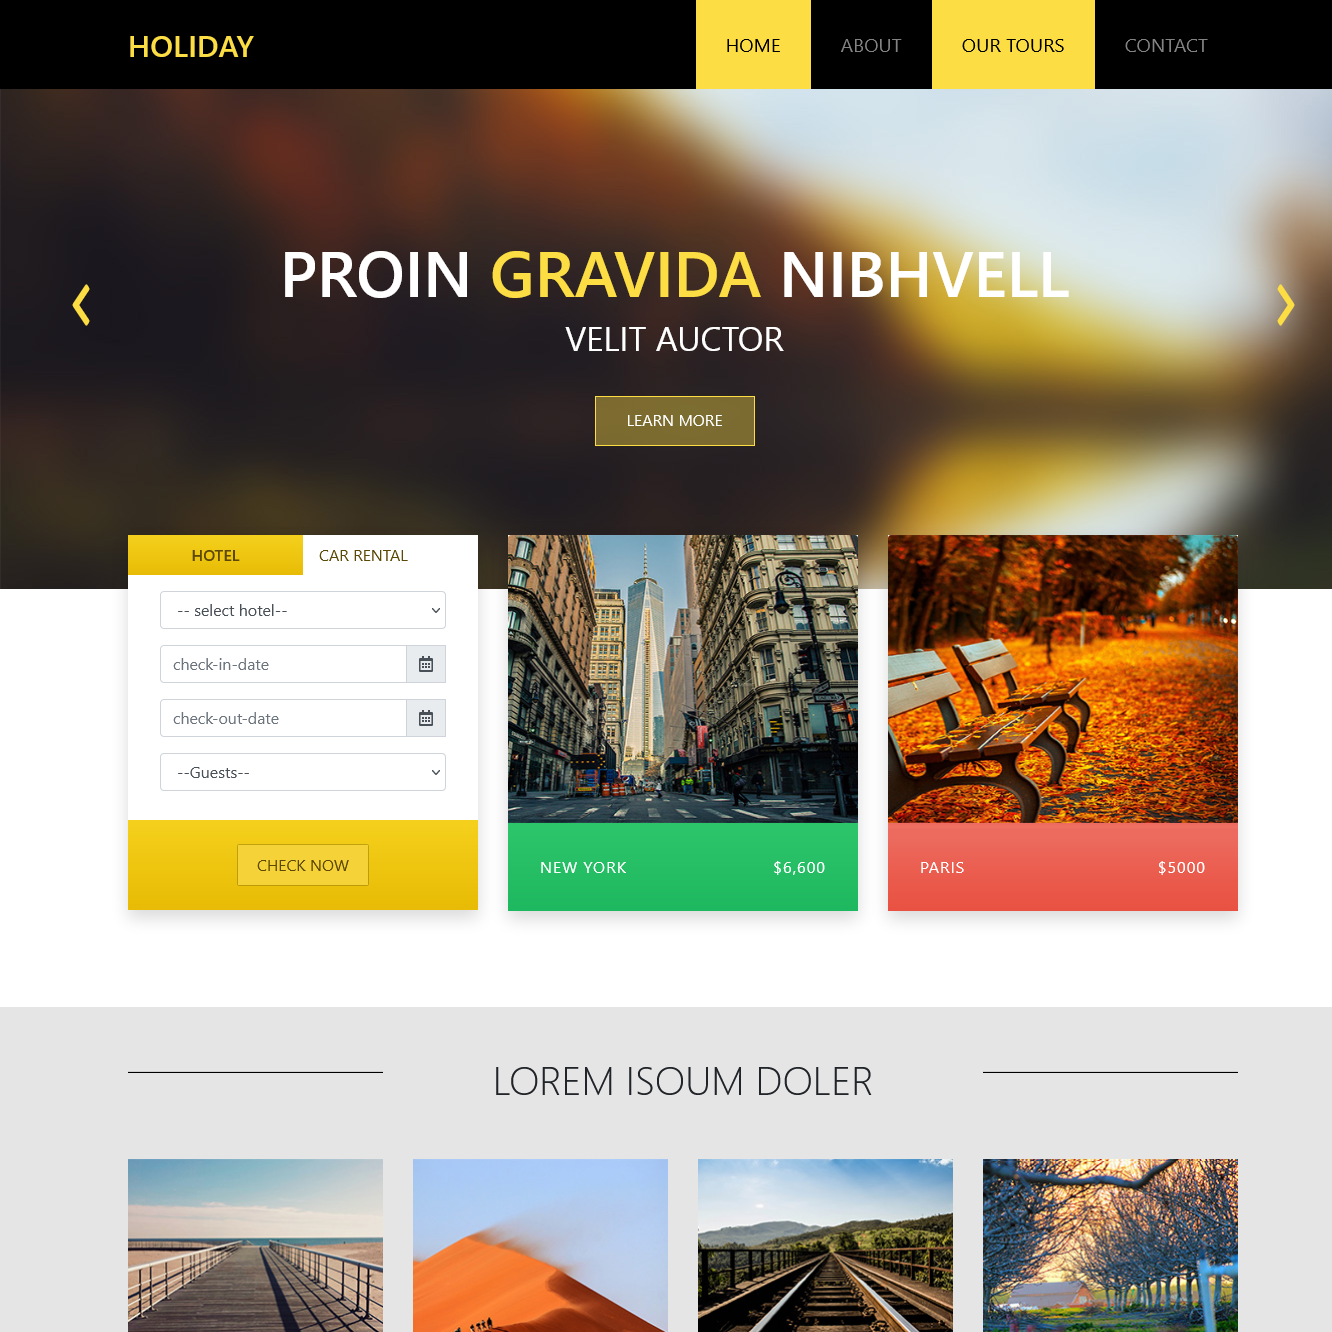 HOLIDAY
HOME
ABOUT
OUR TOURS
CONTACT
PROIN GRAVIDA NIBHVELL
VELIT AUCTOR
LEARN MORE
HOTEL
CAR RENTAL
-- select hotel--
check-in-date
check-out-date
--Guests--
CHECK NOW
NEW YORK
$6,600
PARIS
$5000
LOREM ISOUM DOLER